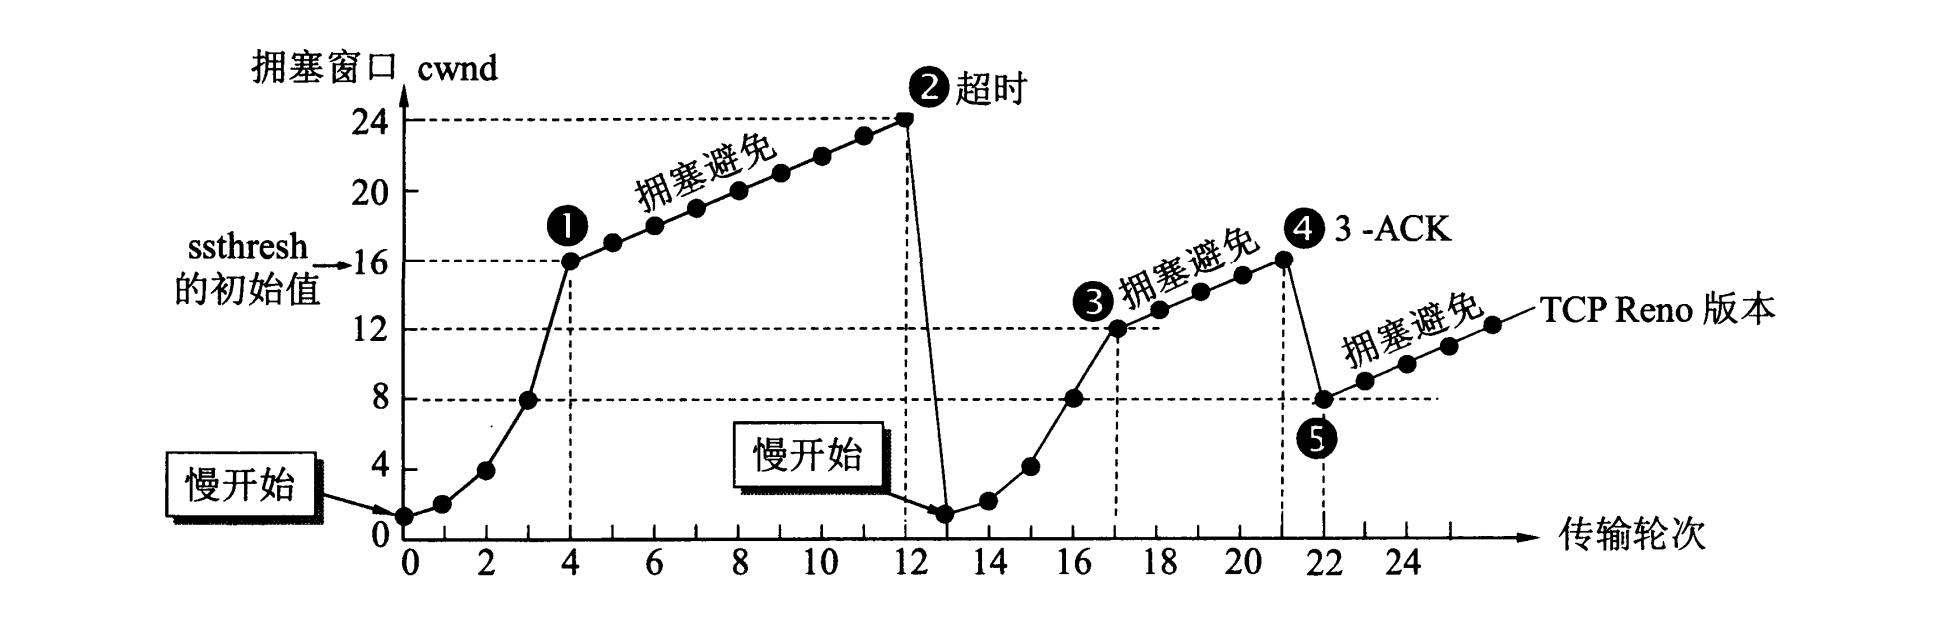 拥塞窗口 cwnd
❷ 超时
24
拥塞避免
20
❶
❹ 3 -ACK
ssthresh
的初始值
16
拥塞避免
❸
12
拥塞避免
TCP Reno 版本
8
❺
慢开始
4
慢开始
0
传输轮次
0 2 4 6 8 10 12 14 16 18 20 22 24